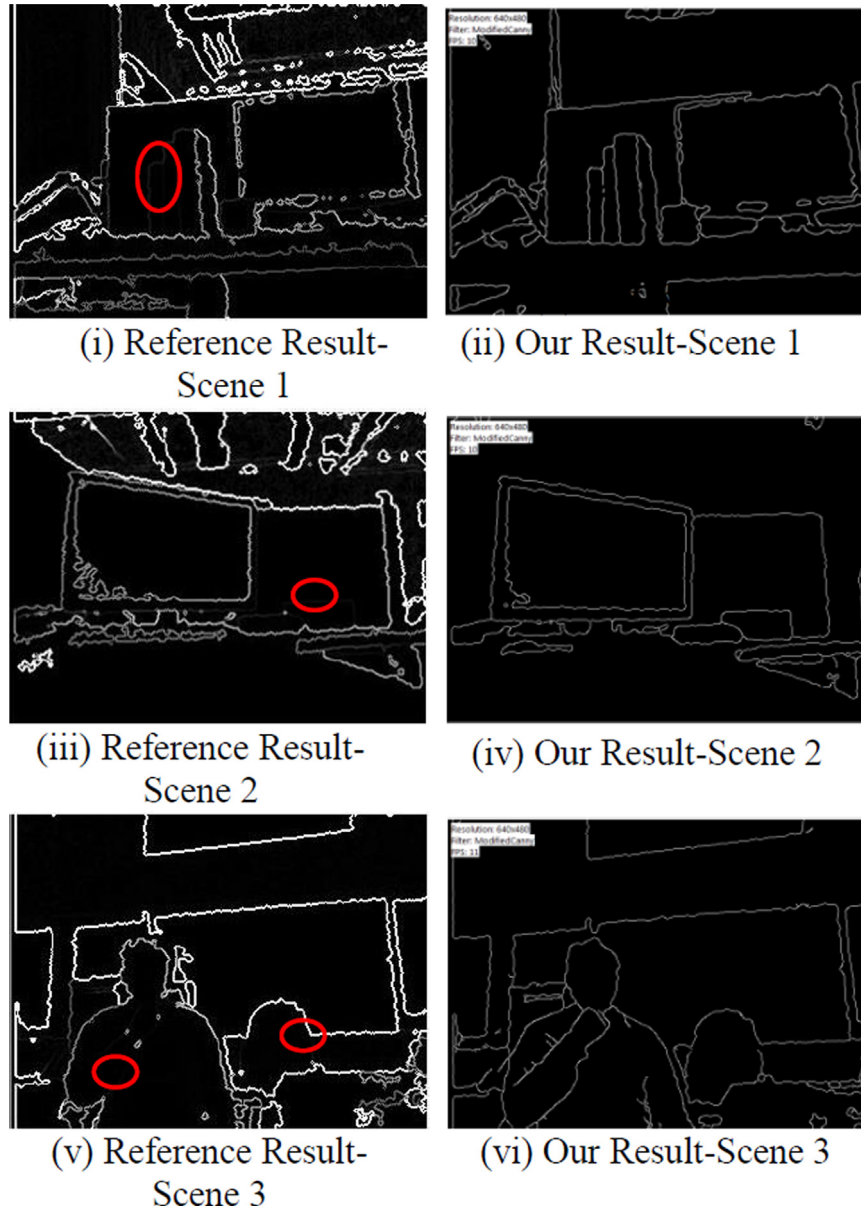 Resolution: 640x480
Filter: ModifiedCanny
FPS: 10
(i) Reference Result-
Scene 1
(ii) Our Result-Scene 1
Resolution: 640x480
Filter: ModifiedCanny
FPS: 10
(iii) Reference Result-
Scene 2
(iv) Our Result-Scene 2
Resolution: 640x480
Filter: ModifiedCanny
FPS: 11
(v) Reference Result-
Scene 3
(vi) Our Result-Scene 3